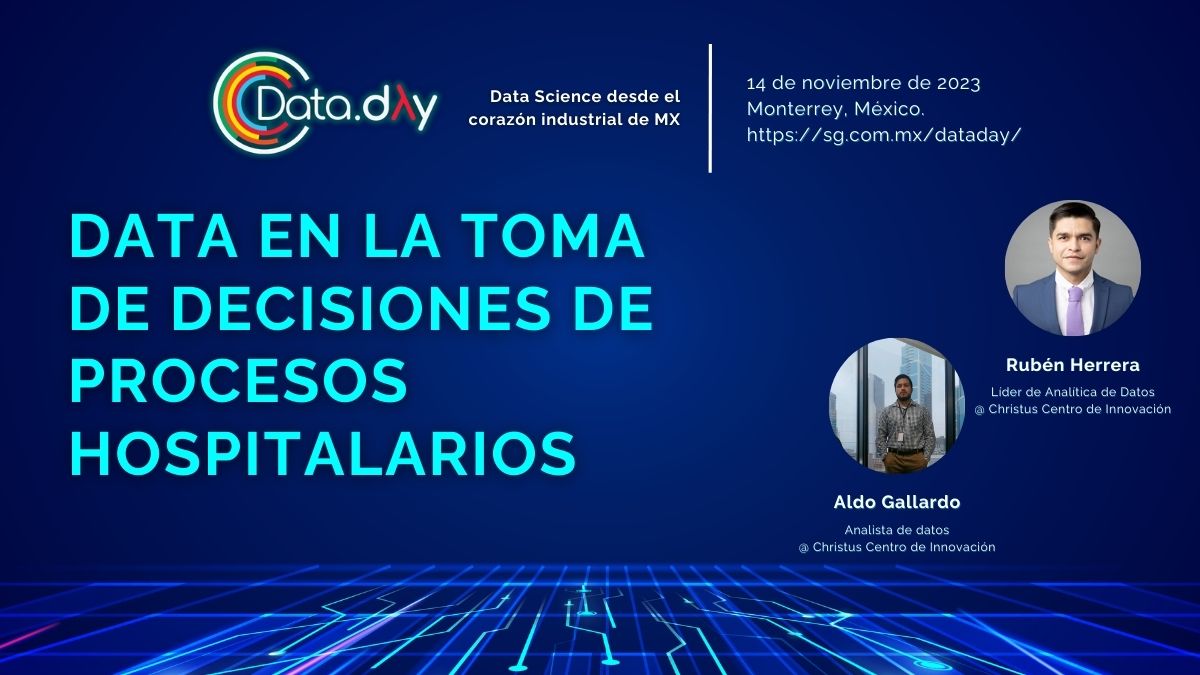 Data.day
Data Science desde el
corazón industrial de MX
14 de noviembre de 2023
Monterrey, México.
https://sg.com.mx/dataday/
DATA EN LA TOMA
DE DECISIONES DE
PROCESOS
HOSPITALARIOS
Rubén Herrera
Líder de Analítica de Datos
@ Christus Centro de Innovación
Aldo Gallardo
Analista de datos
@ Christus Centro de Innovación